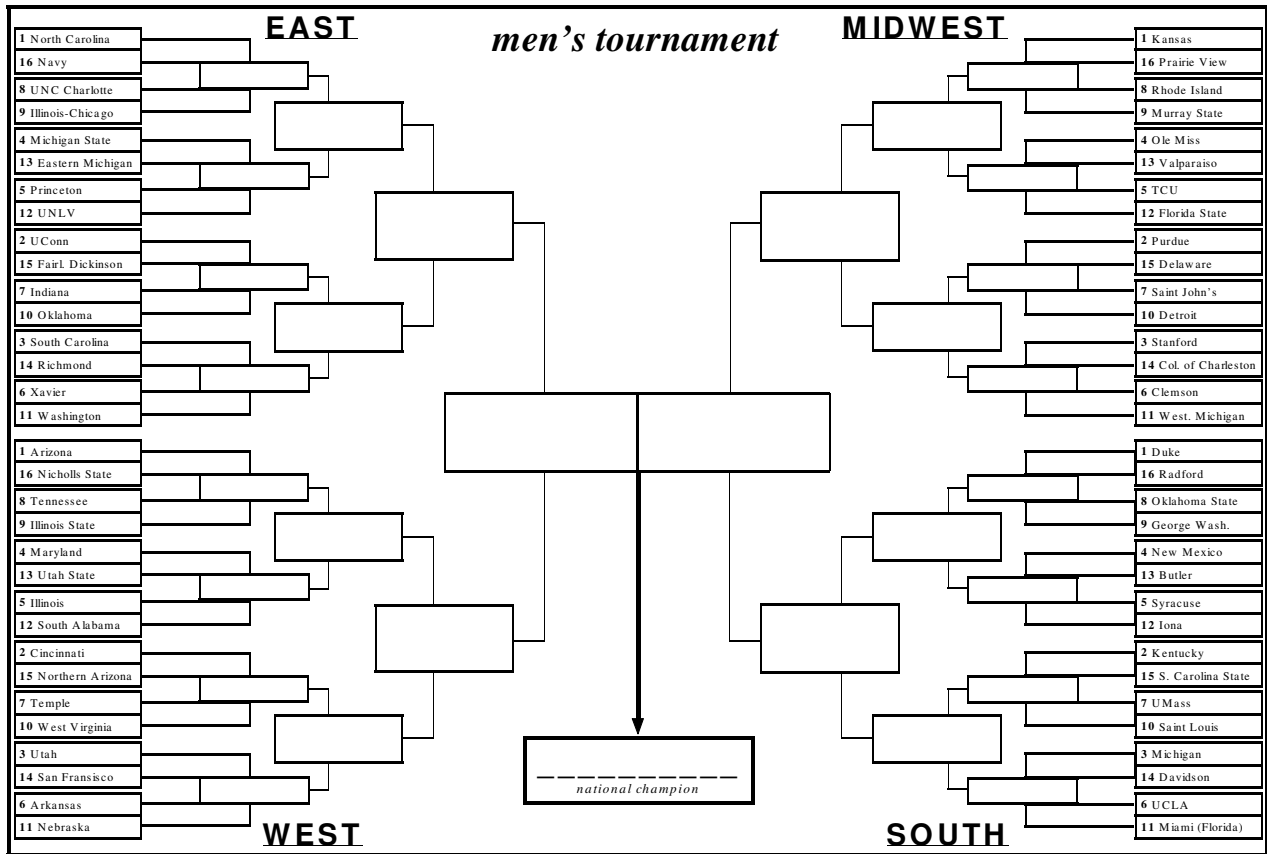 EAST
men's tournament
MIDWEST
1 North Carolina
16 Navy
8 UNC Charlotte
9 Illinois-Chicago
4 Michigan State
13 Eastern Michigan
5 Princeton
12 UNLV
2 UConn
15 Fairl. Dickinson
7 Indiana
10 Oklahoma
3 South Carolina
14 Richmond
6 Xavier
11 Washington
1 Arizona
16 Nicholls State
8 Tennessee
9 Illinois State
4 Maryland
13 Utah State
5 Illinois
12 South Alabama
2 Cincinnati
15 Northern Arizona
7 Temple
10 West Virginia
3 Utah
14 San Fransisco
6 Arkansas
11 Nebraska
WEST
1 Kansas
16 Prairie View
8 Rhode Island
9 Murray State
4 Ole Miss
13 Valparaiso
5 TCU
12 Florida State
2 Purdue
15 Delaware
7 Saint John's
10 Detroit
3 Stanford
14 Col. of Charleston
6 Clemson
11 West. Michigan
1 Duke
16 Radford
8 Oklahoma State
9 George Wash.
4 New Mexico
13 Butler
5 Syracuse
12 Iona
2 Kentucky
15 S. Carolina State
7 UMass
10 Saint Louis
3 Michigan
14 Davidson
6 UCLA
11 Miami (Florida)
SOUTH
__________
national champion